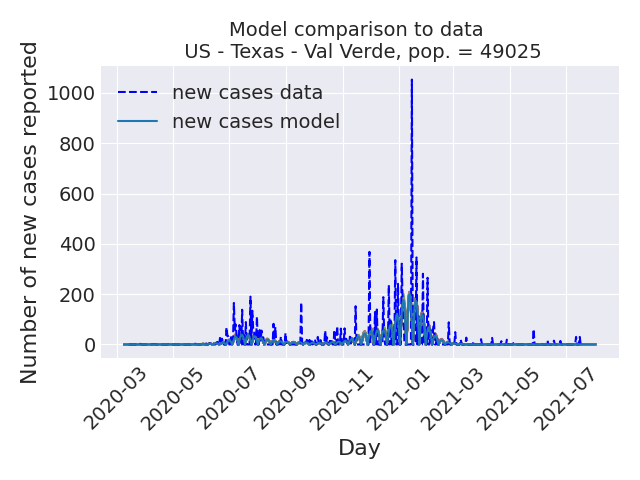 Model comparison to data
US - Texas - Val Verde, pop. = 49025
Number of new cases reported
1000
800
600
400
200
0
new cases data
new cases model
2020-03
2020-05
2020-07
2020-09
2020-11
2021-01
2021-03
2021-05
2021-07
Day